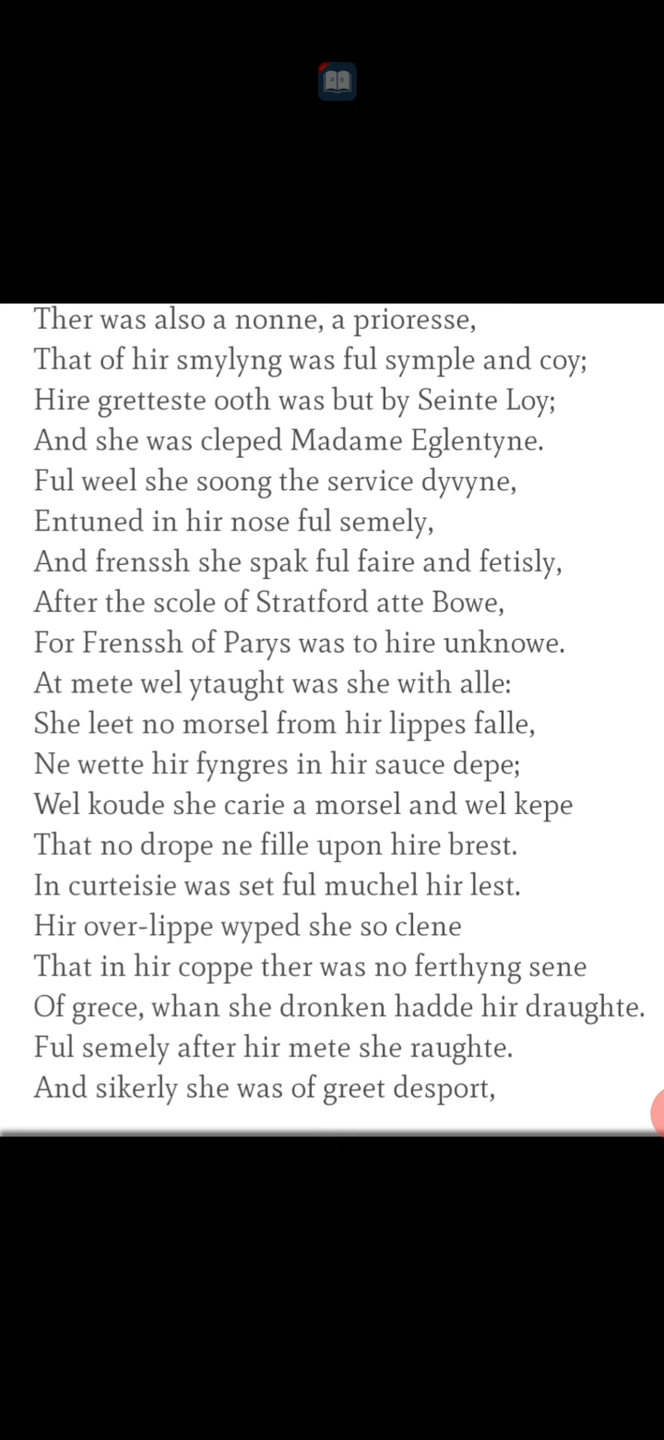 Ther was also a nonne, a prioresse,
That of hir smylyng was ful symple and coy;
Hire gretteste ooth was but by Seinte Loy;
And she was cleped Madame Eglentyne.
Ful weel she soong the service dyvyne,
Entuned in hir nose ful semely,
And frenssh she spak ful faire and fetisly,
After the scole of Stratford atte Bowe,
For Frenssh of Parys was to hire unknowe.
At mete wel ytaught was she with alle:
She leet no morsel from hir lippes falle,
Ne wette hir fyngres in hir sauce depe;
Wel koude she carie a morsel and wel kepe
That no drope ne fille upon hire brest.
In curteisie was set ful muchel hir lest.
Hir over-lippe wyped she so clene
That in hir coppe ther was no ferthyng sene
Of grece, whan she dronken hadde hir draughte.
Ful semely after hir mete she raughte.
And sikerly she was of greet desport,